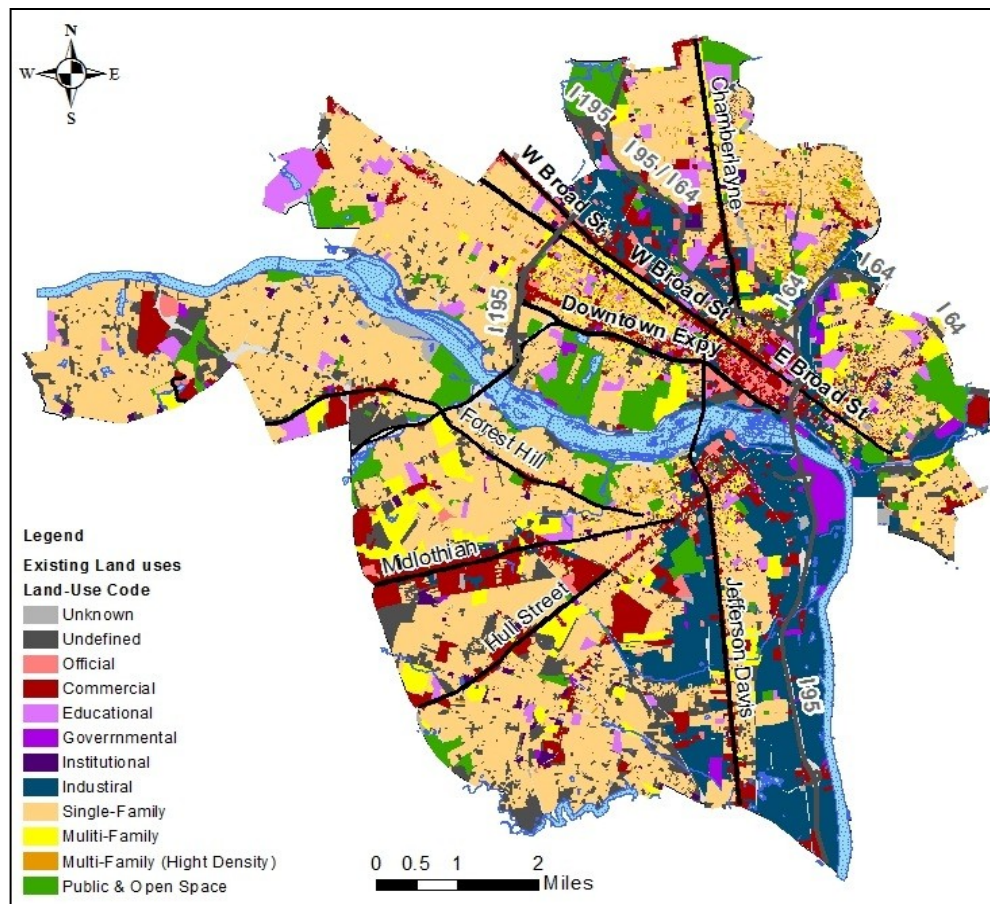 N
W E
S
I 195
I 95 / I 64
Chamberlayne
W Broad St.
W Broad St.
I 64
I 64
I 64
I 195
Downtown Expy
E Broad St.
Forest Hill
Midlothian
Hull Street
Jefferson Davis
I 95
Legend
Existing Land uses
Land-Use Code
Unknown
Undefined
Official
Commercial
Educational
Governmental
Institutional
Industiral
Single-Family
Muliti-Family
Multi-Family (Hight Density)
Public & Open Space
0 0.5 1 2
Miles